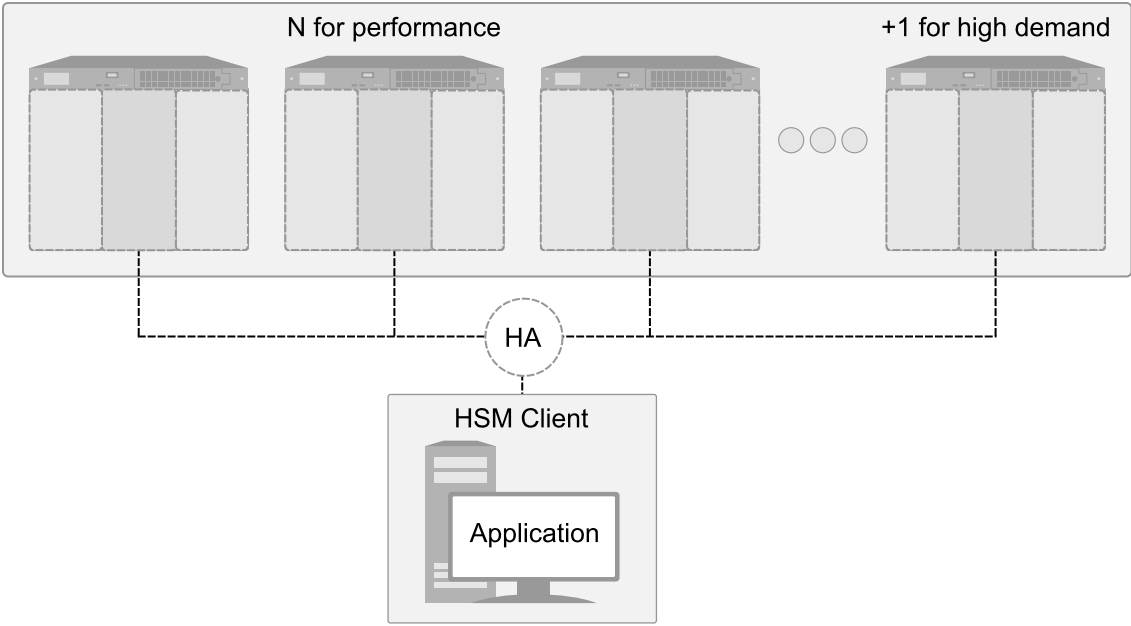 N for performance
+1 for high demand
HA
HSM Client
Application